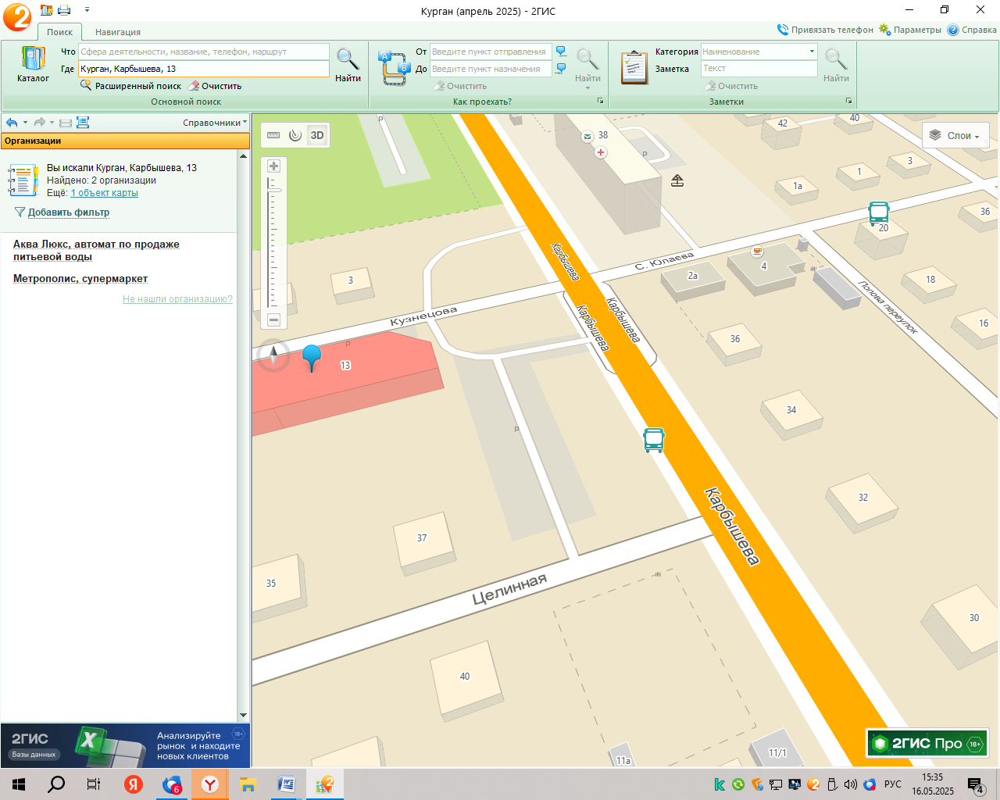 Курган (апрель 2025) - 2ГИС
Поиск
Навигация
Привязать телефон
Параметры
Справка
Каталог
Что
Сфера деятельности, название, телефон, маршрут
Где
Курган, Карбышева, 13
Расширенный поиск
Очистить
Найти
Основной поиск
От
Введите пункт отправления
До
Введите пункт назначения
Очистить
Найти
Как проехать?
Категория
Наименование
Заметка
Текст
Очистить
Найти
Заметки
Справочники
Организации
Вы искали Курган, Карбышева, 13
Найдено: 2 организации
Ещё: 1 объект карты
Добавить фильтр
Аква Люкс, автомат по продаже
питьевой воды
Метрополис, супермаркет
Не нашли организацию?
2ГИС
Базы данных
Анализируйте
рынок и находите
новых клиентов
18+
3D
Слои
P
38
P
42
40
3
1
1а
36
20
Карбышева
С. Юлаева
2а
4
18
Попова переулок
16
3
Кузнецова
Карбышева
Карбышева
P
13
36
34
P
32
Карбышева
37
35
Целинная
30
40
11а
11/1
2ГИС Про
18+
15:35
16.05.2025
РУС
6
4